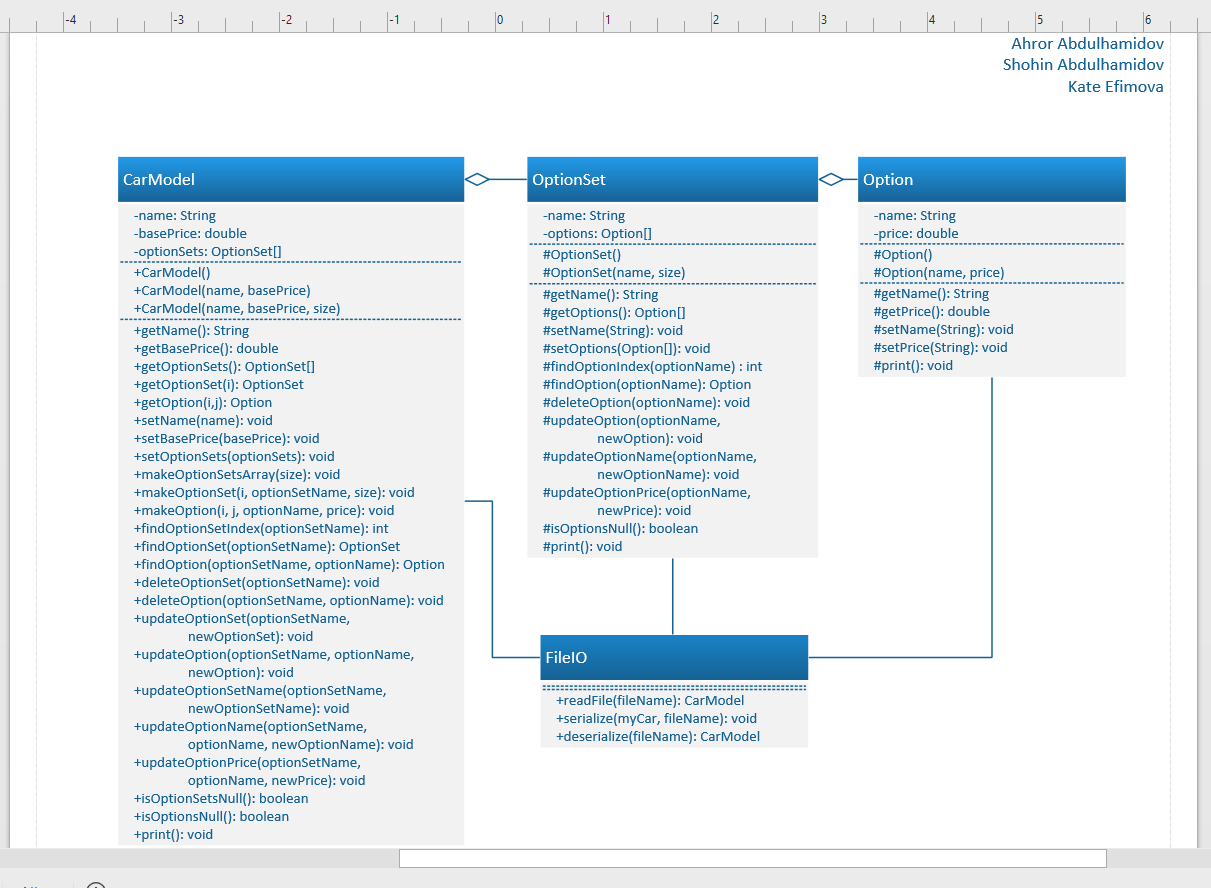 -4 -3 -2 -1 0 1 2 3 4 5 6
Ahror Abdulhamidov
Shohin Abdulhamidov
Kate Efimova
CarModel
-name: String
-basePrice: double
-optionSets: OptionSet[]
+CarModel()
+CarModel(name, basePrice)
+CarModel(name, basePrice, size)
+getName(): String
+getBasePrice(): double
+getOptionSets(): OptionSet[]
+getOptionSet(i): OptionSet
+getOption(i,j): Option
+setName(name): void
+setBasePrice(basePrice): void
+setOptionSets(optionSets): void
+makeOptionSetsArray(size): void
+makeOptionSet(i, optionSetName, size): void
+makeOption(i, j, optionName, price): void
+findOptionSetIndex(optionSetName): int
+findOptionSet(optionSetName): OptionSet
+findOption(optionSetName, optionName): Option
+deleteOptionSet(optionSetName): void
+deleteOption(optionSetName, optionName): void
+updateOptionSet(optionSetName,
newOptionSet): void
+updateOption(optionSetName, optionName,
newOption): void
+updateOptionSetName(optionSetName,
newOptionSetName): void
+updateOptionName(optionSetName,
optionName, newOptionName): void
+updateOptionPrice(optionSetName,
optionName, newPrice): void
+isOptionSetsNull(): boolean
+isOptionsNull(): boolean
+print(): void
OptionSet
-name: String
-options: Option[]
#OptionSet()
#OptionSet(name, size)
#getName(): String
#getOptions(): Option[]
#setName(String): void
#setOptions(Option[]): void
#findOptionIndex(optionName) : int
#findOption(optionName): Option
#deleteOption(optionName): void
#updateOption(optionName,
newOption): void
#updateOptionName(optionName,
newOptionName): void
#updateOptionPrice(optionName,
newPrice): void
#isOptionsNull(): boolean
#print(): void
Option
-name: String
-price: double
#Option()
#Option(name, price)
#getName(): String
#getPrice(): double
#setName(String): void
#setPrice(String): void
#print(): void
FileIO
+readFile(fileName): CarModel
+serialize(myCar, fileName): void
+deserialize(fileName): CarModel